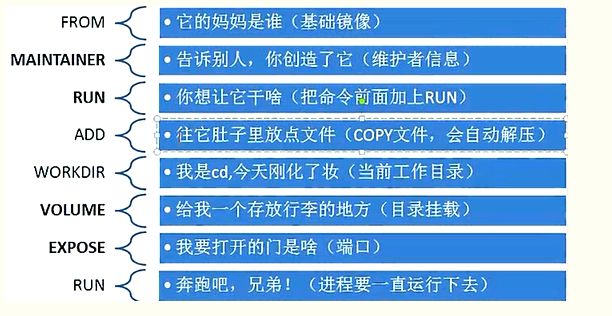 FROM • 它的妈妈是谁（基础镜像）
MAINTAINER • 告诉别人，你创造了它（维护者信息）
RUN • 你想让它干啥（把命令前面加上RUN）
ADD • 往它肚子里放点文件（COPY文件，会自动解压）
WORKDIR • 我是cd,今天刚化了妆（当前工作目录）
VOLUME • 给我一个存放行李的地方（目录挂载）
EXPOSE • 我要打开的门是啥（端口）
RUN • 奔跑吧，兄弟！（进程要一直运行下去）